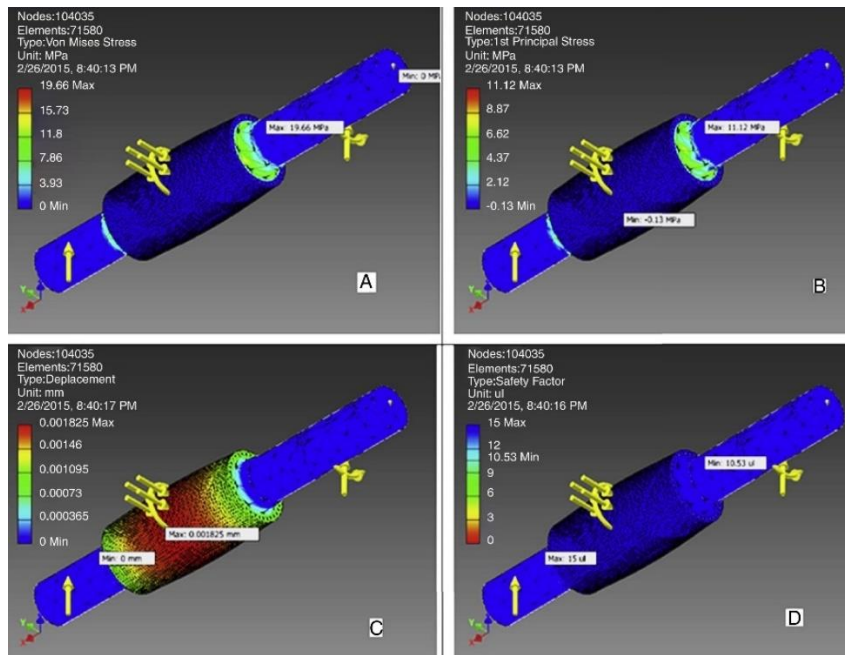 Nodes:104035
Elements:71580
Type:Von Mises Stress
Unit: MPa
2/26/2015, 8:40:13 PM
19.66 Max
15.73
11.8
7.86
3.93
0 Min
Min: 0 MPa
Max: 19.66 MPa
A
Nodes:104035
Elements:71580
Type:1st Principal Stress
Unit: MPa
2/26/2015, 8:40:13 PM
11.12 Max
8.87
6.62
4.37
2.12
-0.13 Min
Max: 11.12 MPa
Min: -0.13 MPa
B
Nodes:104035
Elements:71580
Type:Deplacement
Unit: mm
2/26/2015, 8:40:17 PM
0.001825 Max
0.00146
0.001095
0.00073
0.000365
0 Min
Max: 0.001825 mm
Min: 0 mm
C
Nodes:104035
Elements:71580
Type:Safety Factor
Unit: ul
2/26/2015, 8:40:16 PM
15 Max
12
10.53 Min
9
6
3
0
Min: 10.53 ul
Max: 15 ul
D